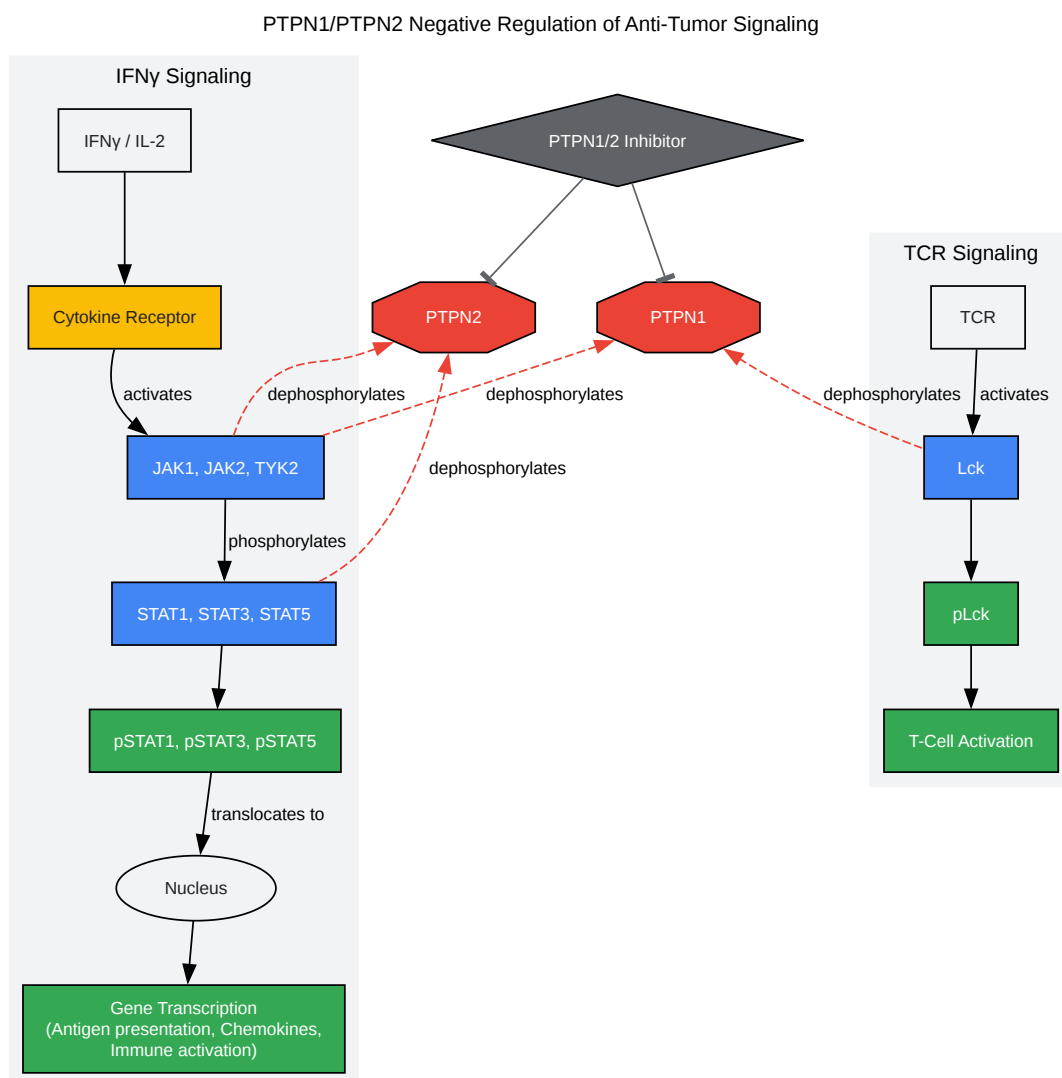 PTPN1/PTPN2 Negative Regulation of Anti-Tumor Signaling
IFNγ Signaling
IFNγ / IL-2
PTPN1/2 Inhibitor
TCR Signaling
Cytokine Receptor
PTPN2
PTPN1
TCR
activates
dephosphorylates
dephosphorylates
dephosphorylates
activates
JAK1, JAK2, TYK2
dephosphorylates
Lck
phosphorylates
STAT1, STAT3, STAT5
pLck
pSTAT1, pSTAT3, pSTAT5
T-Cell Activation
translocates to
Nucleus
Gene Transcription
(Antigen presentation, Chemokines,
Immune activation)